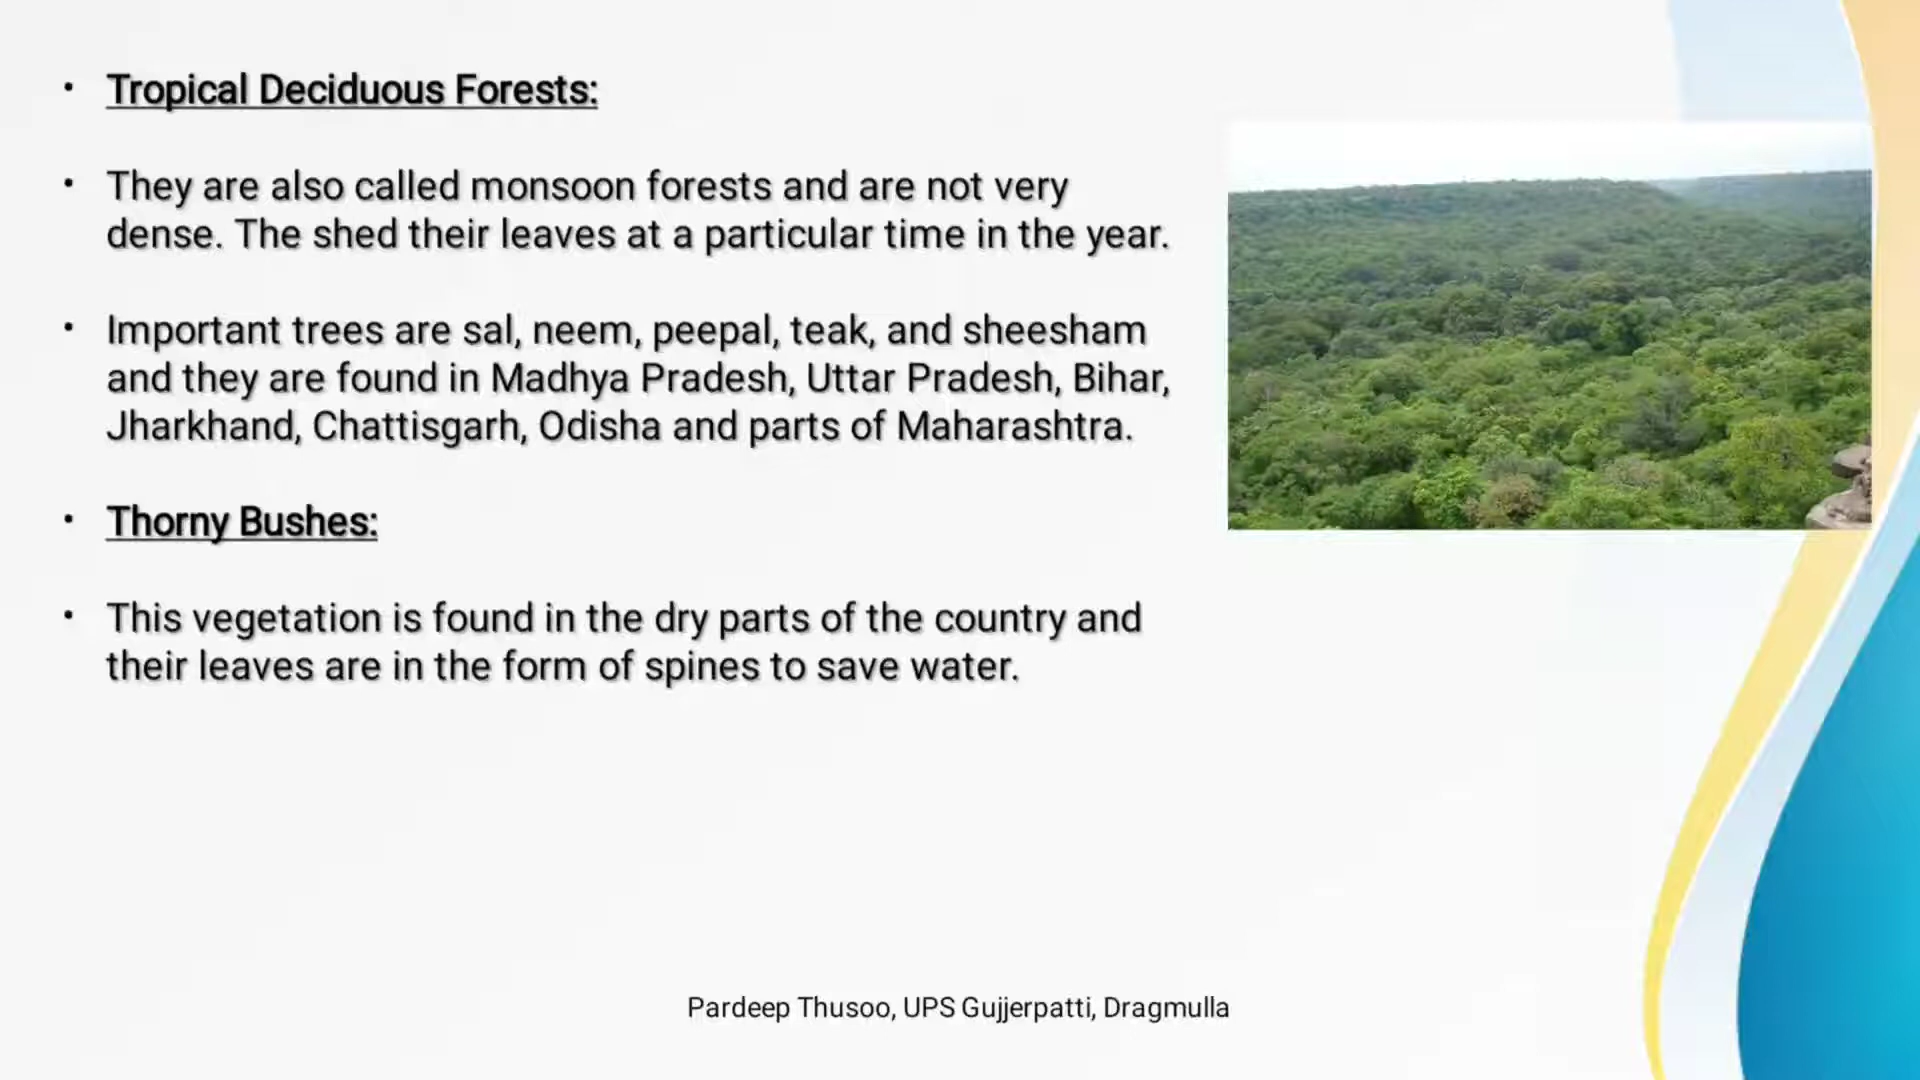 • Tropical Deciduous Forests:
• They are also called monsoon forests and are not very
dense. The shed their leaves at a particular time in the year.
• Important trees are sal, neem, peepal, teak, and sheesham
and they are found in Madhya Pradesh, Uttar Pradesh, Bihar,
Jharkhand, Chattisgarh, Odisha and parts of Maharashtra.
• Thorny Bushes:
• This vegetation is found in the dry parts of the country and
their leaves are in the form of spines to save water.
Pardeep Thusoo, UPS Gujjerpatti, Dragmulla